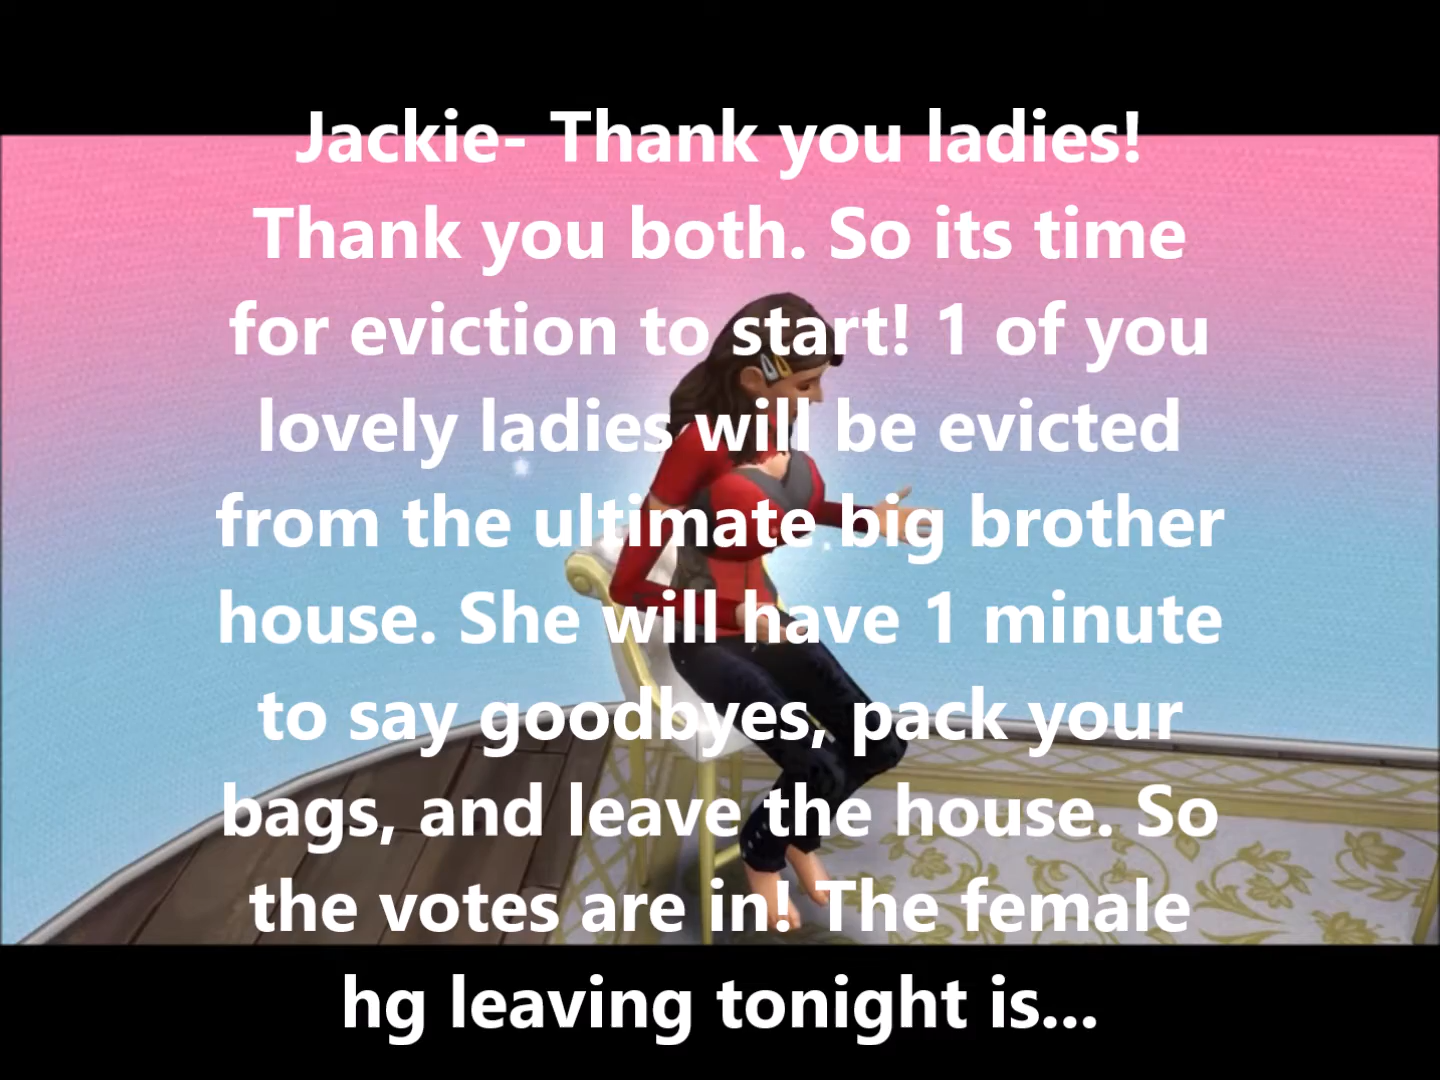 Jackie- Thank you ladies!
Thank you both. So its time
for eviction to start! 1 of you
lovely ladies will be evicted
from the ultimate big brother
house. She will have 1 minute
to say goodbyes, pack your
bags, and leave the house. So
the votes are in! The female
hg leaving tonight is...